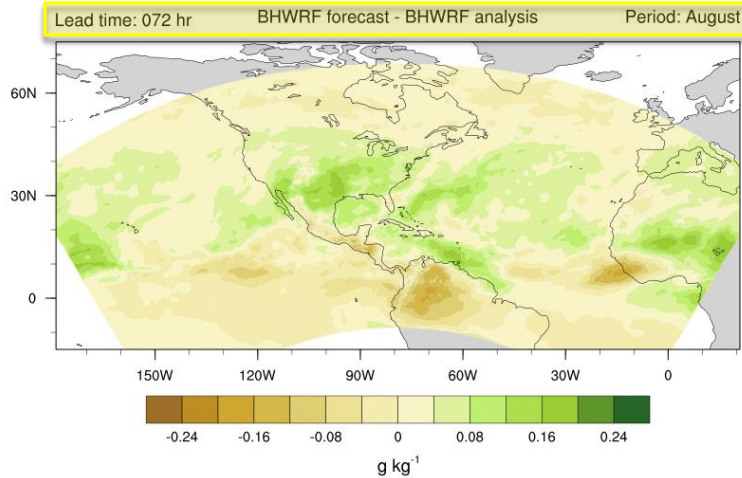 Lead time: 072 hr BHWRF forecast - BHWRF analysis Period: August
60N
30N
0
150W 120W 90W 60W 30W 0
-0.24 -0.16 -0.08 0 0.08 0.16 0.24
g kg-1